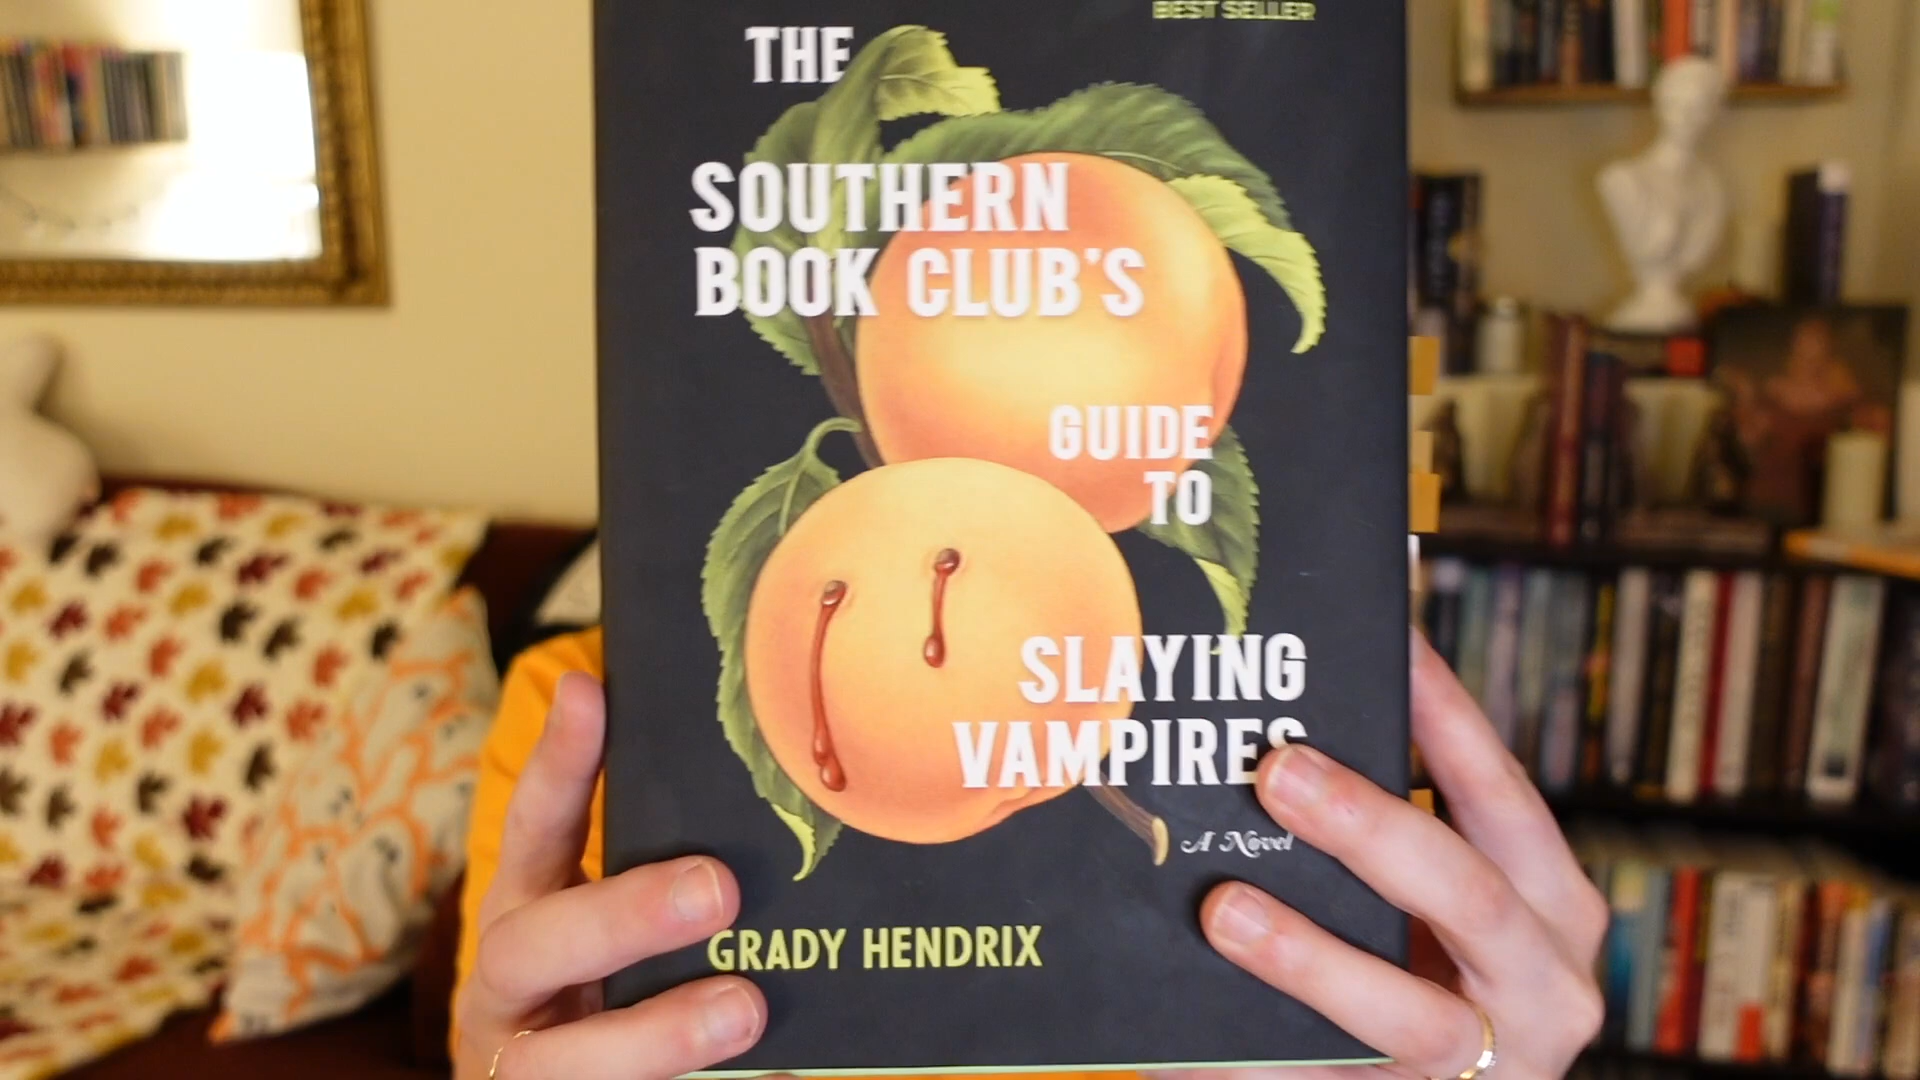 BEST SELLER
THE
SOUTHERN
BOOK CLUB'S
GUIDE
TO
SLAYING
VAMPIRES
A Novel
GRADY HENDRIX